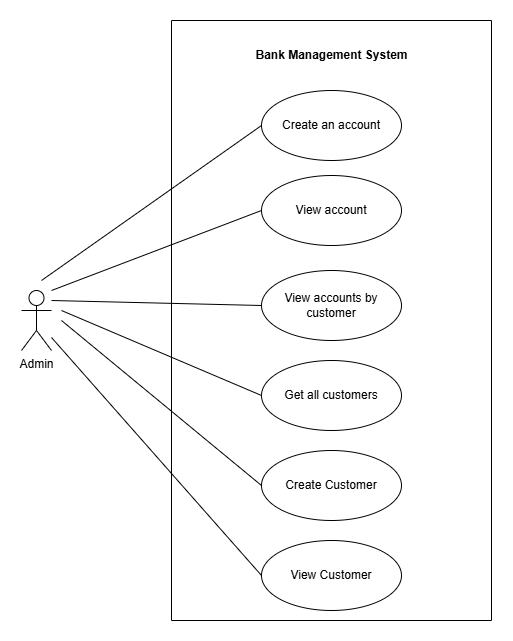 Bank Management System
Create an account
View account
View accounts by
customer
Admin
Get all customers
Create Customer
View Customer